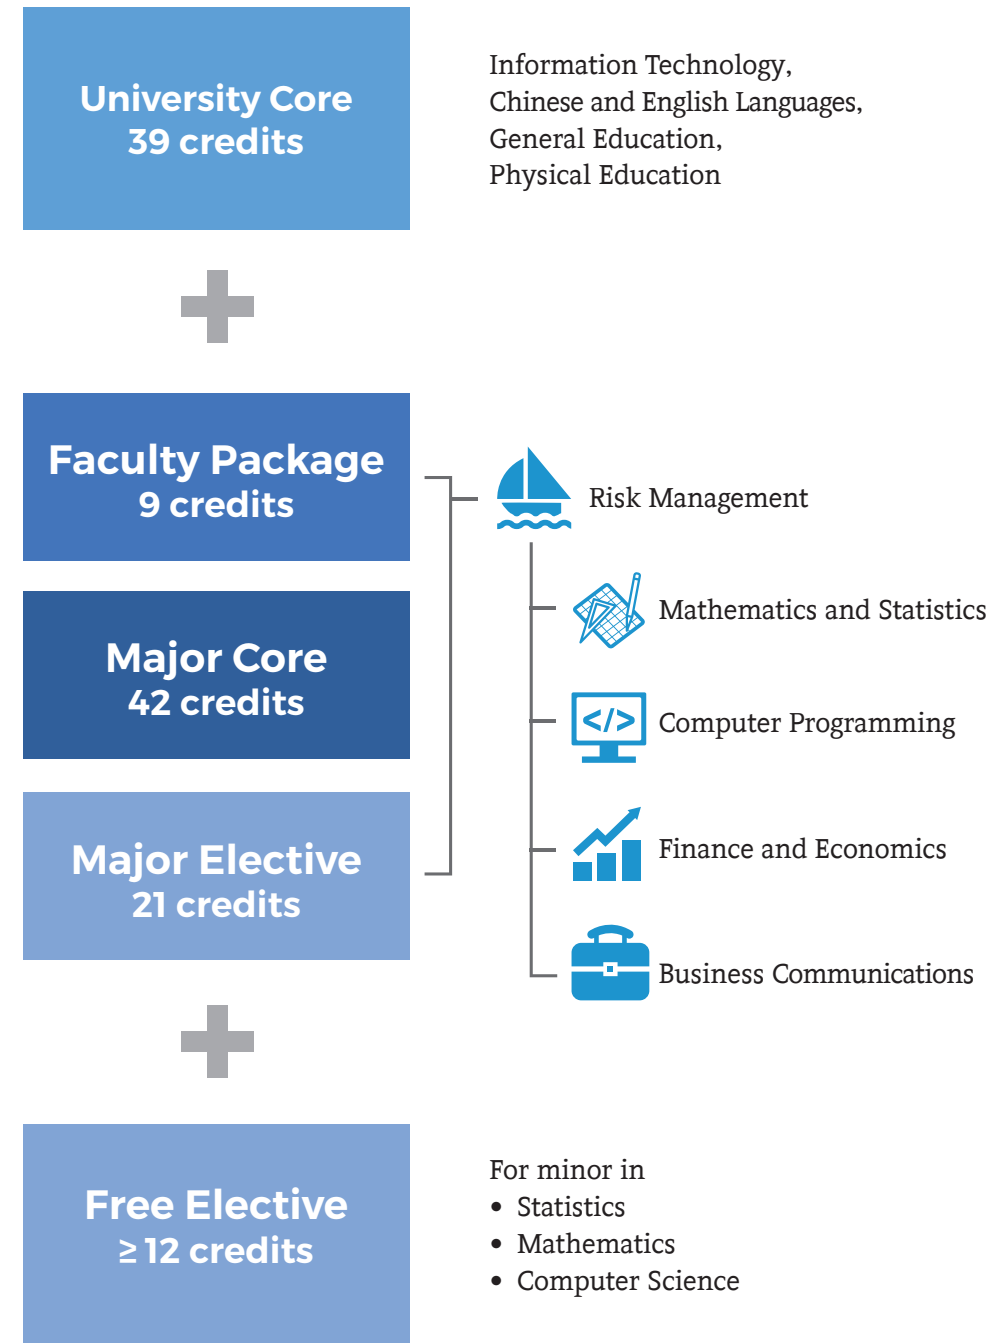 University Core
39 credits
Information Technology,
Chinese and English Languages,
General Education,
Physical Education
Faculty Package
9 credits
Major Core
42 credits
Major Elective
21 credits
Risk Management
Mathematics and Statistics
</>
Computer Programming
Finance and Economics
Business Communications
Free Elective
≥ 12 credits
For minor in
• Statistics
• Mathematics
• Computer Science